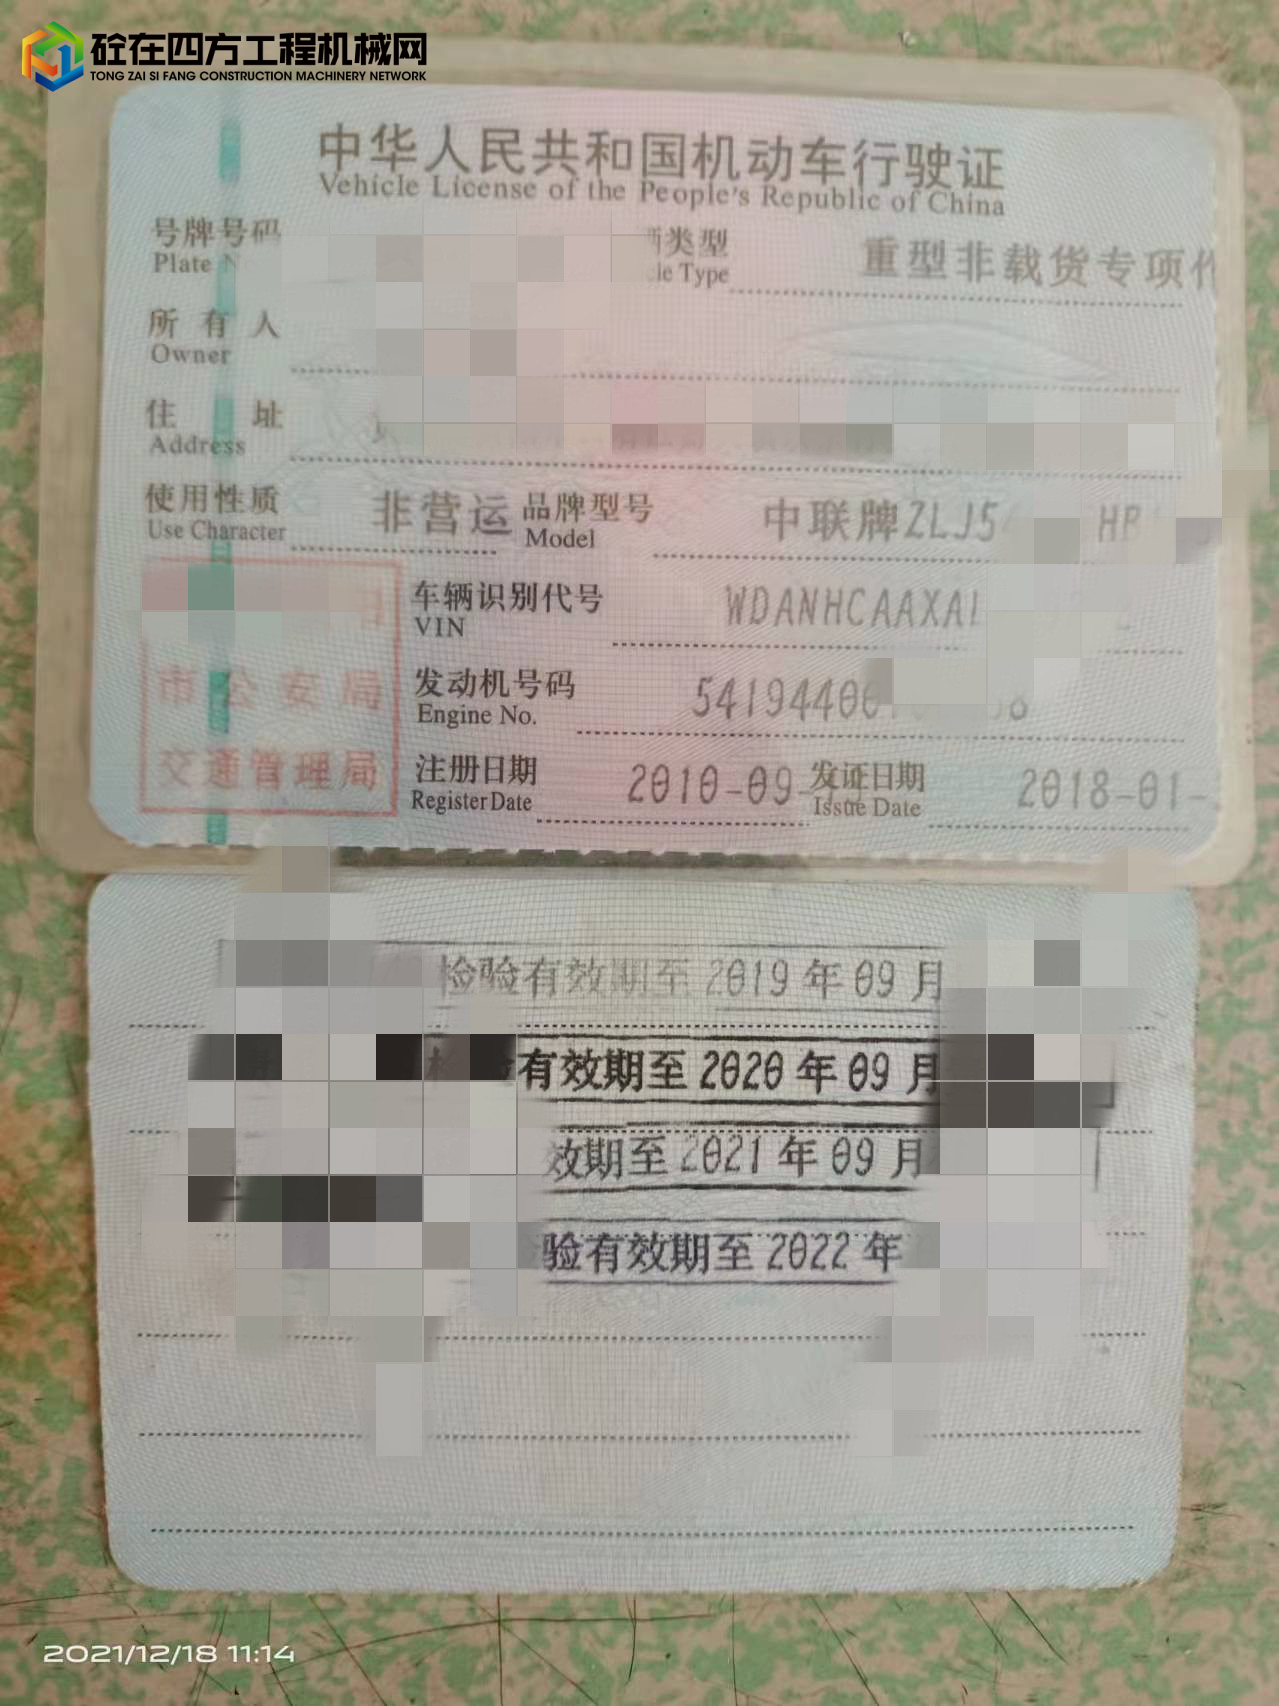 砼在四方工程机械网
TONG ZAI SI FANG CONSTRUCTION MACHINERY NETWORK
中华人民共和国机动车行驶证
Vehicle License of the People's Republic of China
号牌号码 类型 重型非载货专项作
Plate Type
所有人
Owner
住址
Address
使用性质 非营运 品牌型号 中联牌ZLJ5 HB
Use Character Model
车辆识别代号 WDANHCAAXAL
VIN
市公安局
发动机号码 54194400 8
Engine No.
交通管理局
注册日期 2010-09- 发证日期 2018-01-
Register Date Issue Date
检验有效期至2019年09月
有效期至2020年09月
效期至2021年09月
验有效期至2022年
2021/12/18 11:14